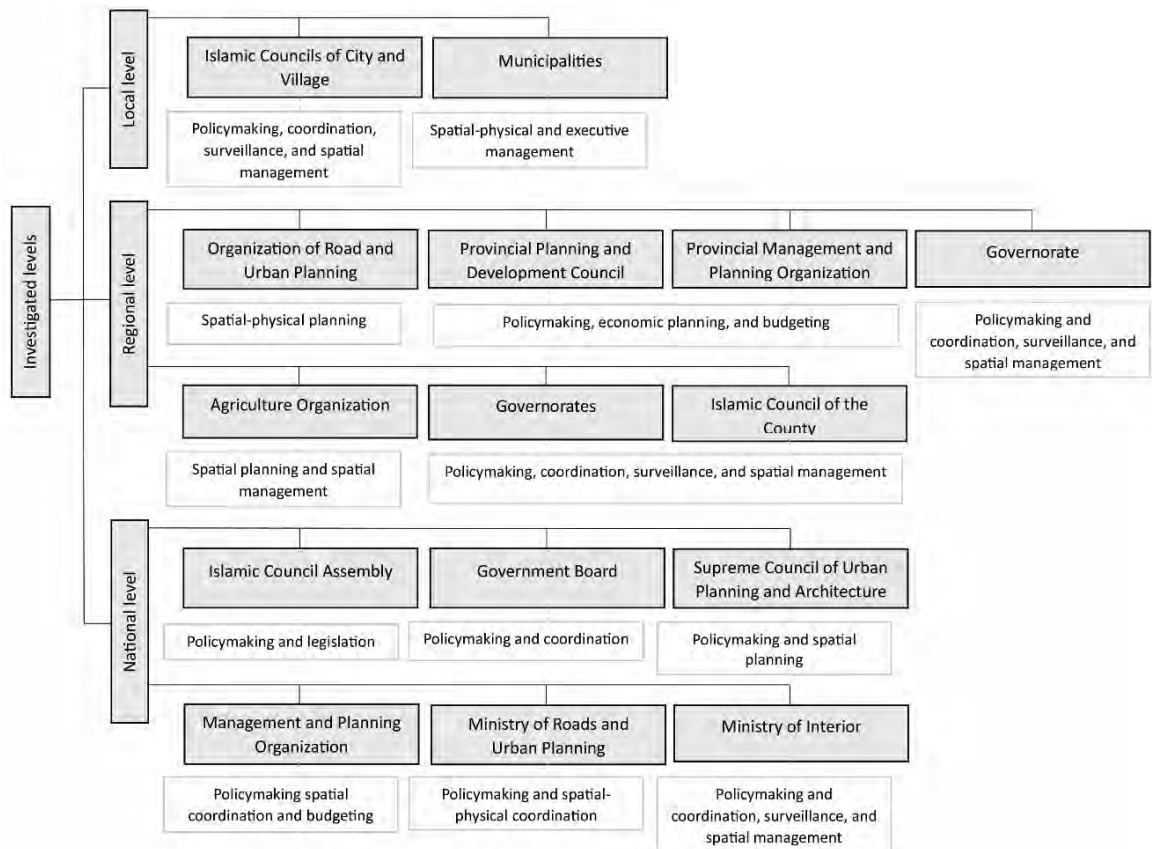 Investigated levels
Local level
Islamic Councils of City and
Village
Municipalities
Policymaking, coordination,
surveillance, and spatial
management
Spatial-physical and executive
management
Regional level
Organization of Road and
Urban Planning
Provincial Planning and
Development Council
Provincial Management and
Planning Organization
Governorate
Spatial-physical planning
Policymaking, economic planning, and budgeting
Policymaking and
coordination, surveillance, and
spatial management
Agriculture Organization
Governorates
Islamic Council of the
County
Spatial planning and spatial
management
Policymaking, coordination, surveillance, and spatial management
National level
Islamic Council Assembly
Government Board
Supreme Council of Urban
Planning and Architecture
Policymaking and legislation
Policymaking and coordination
Policymaking and spatial
planning
Management and Planning
Organization
Ministry of Roads and
Urban Planning
Ministry of Interior
Policymaking spatial
coordination and budgeting
Policymaking and spatial-
physical coordination
Policymaking and
coordination, surveillance, and
spatial management